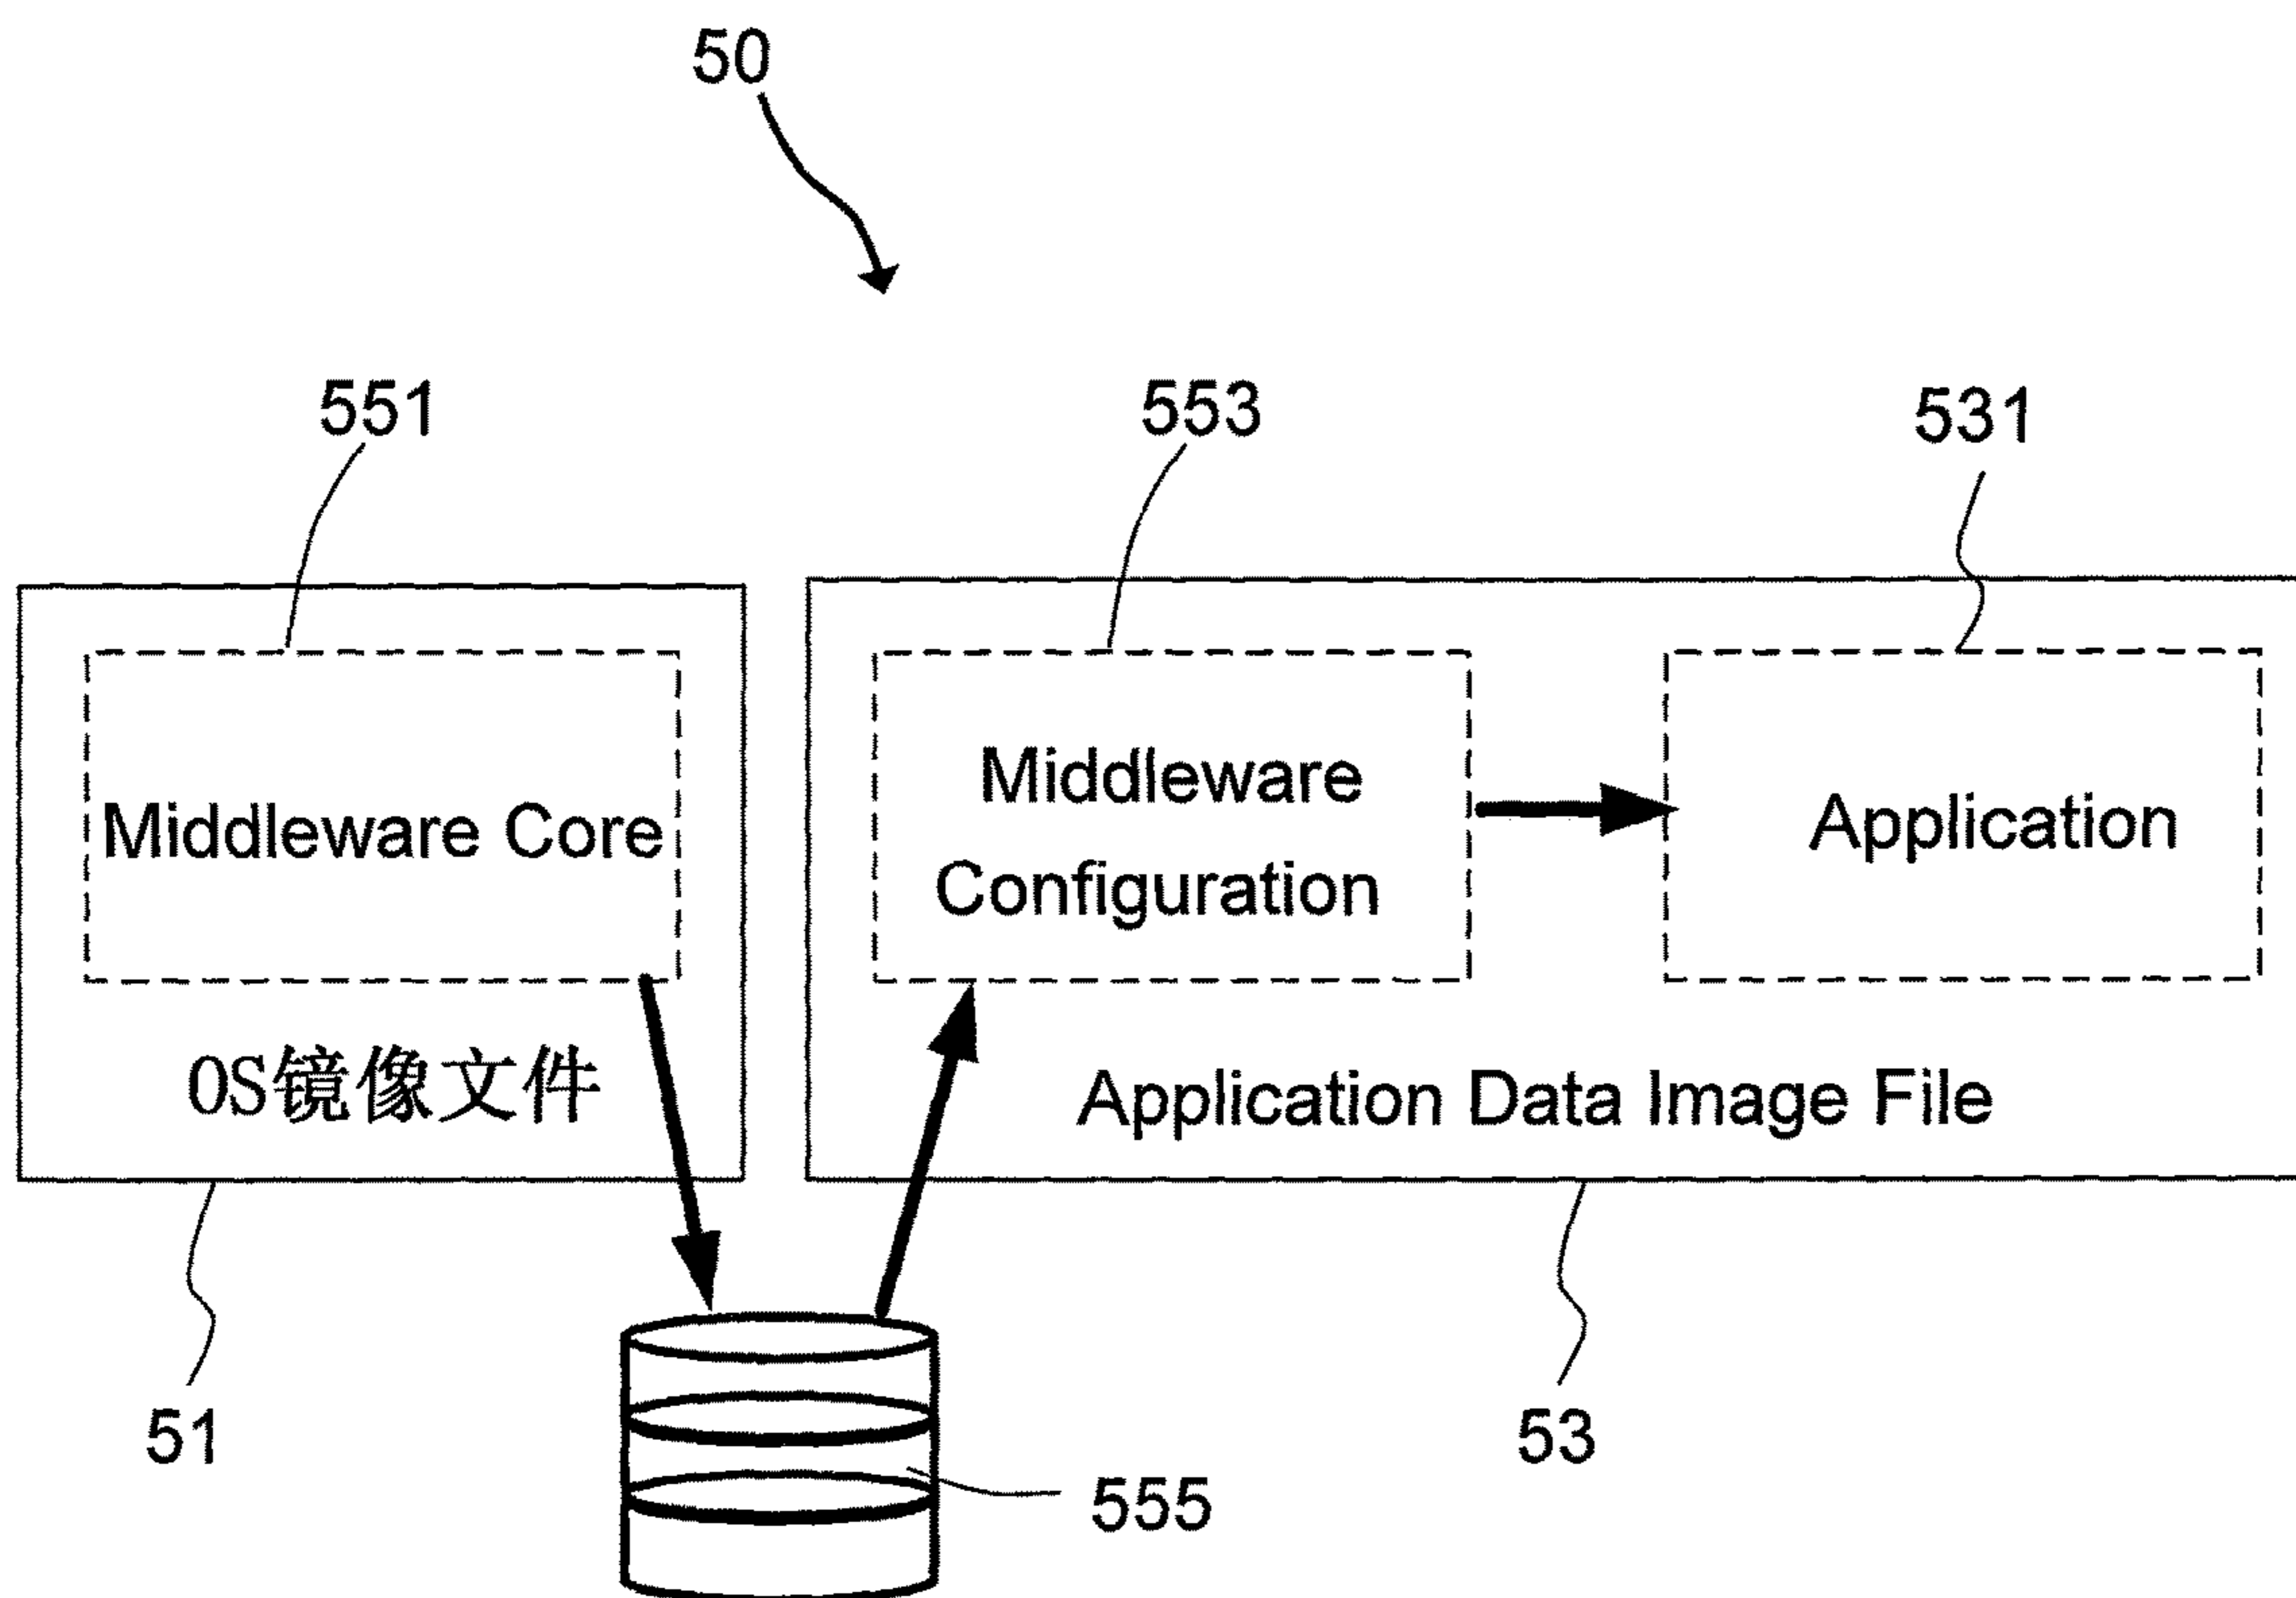 50
551
553
531
Middleware Core
Middleware
Configuration
Application
OS镜像文件
Application Data Image File
51
53
555